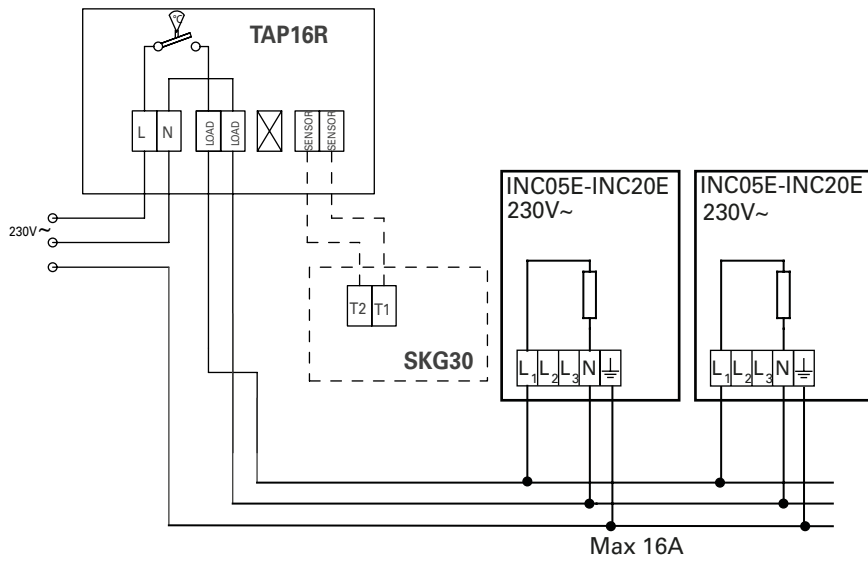 °C
TAP16R
L N LOAD LOAD SENSOR SENSOR
230V~
T2 T1
SKG30
INC05E-INC20E
230V~
L1 L2 L3 N
INC05E-INC20E
230V~
L1 L2 L3 N
Max 16A